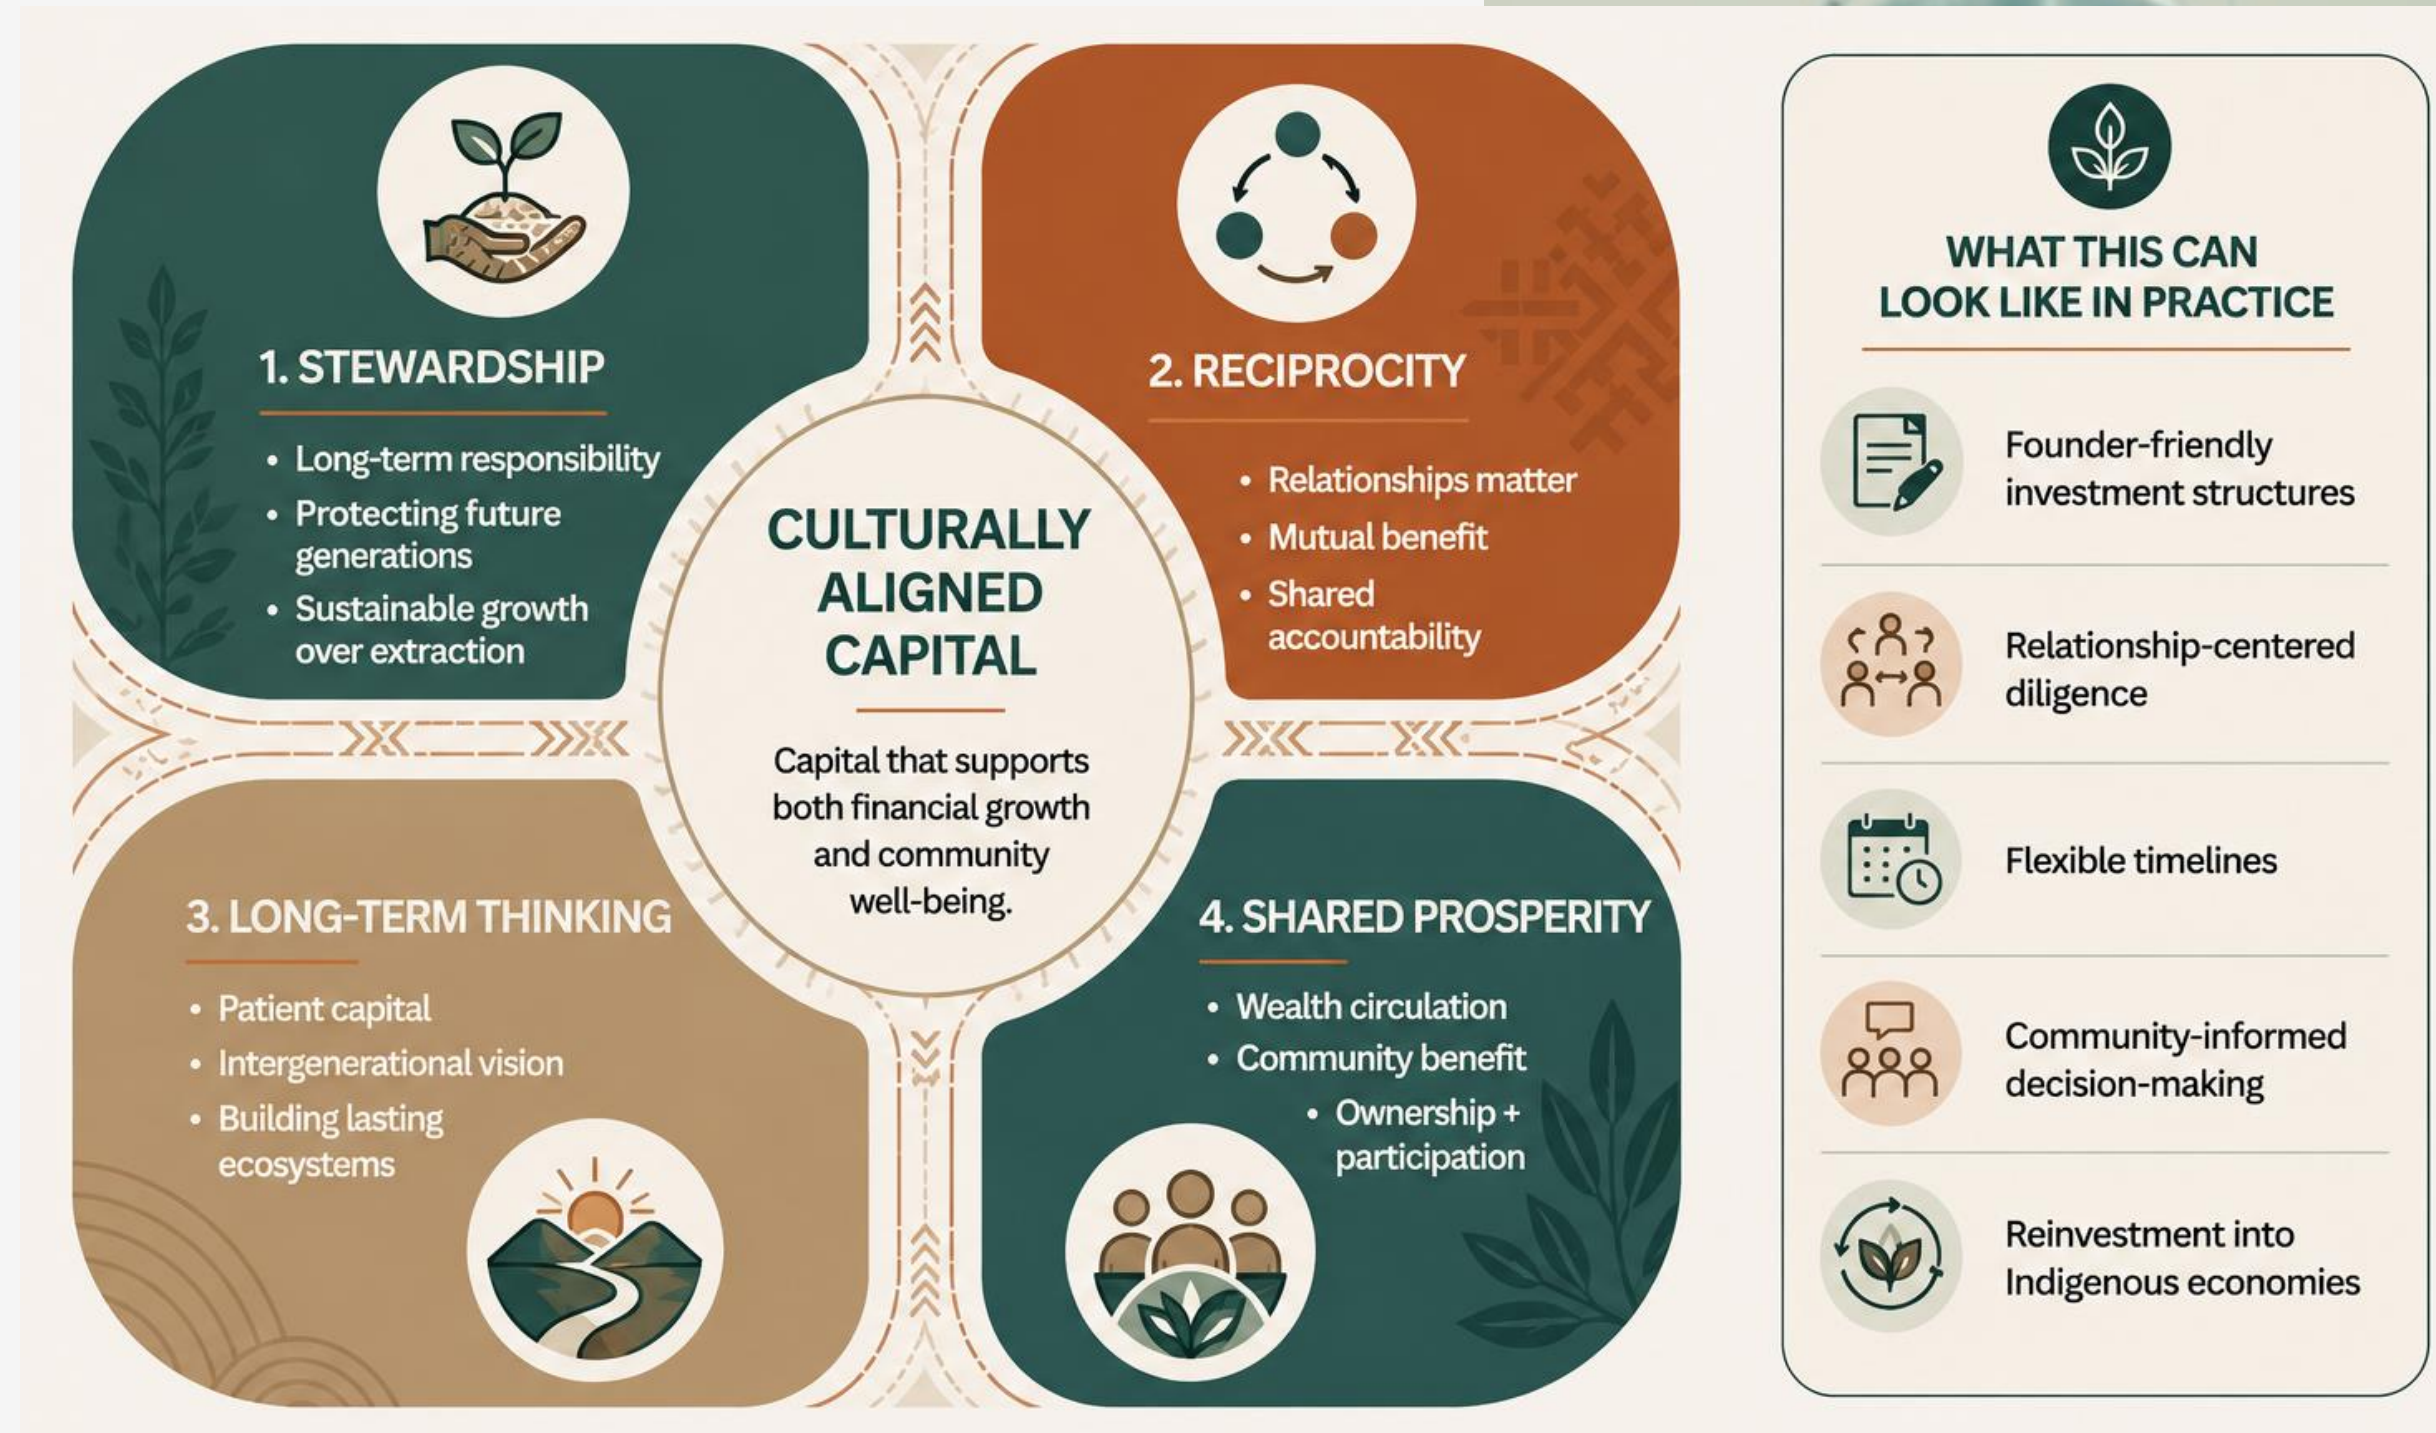 1. STEWARDSHIP
• Long-term responsibility
• Protecting future
generations
• Sustainable growth
over extraction
2. RECIPROCITY
• Relationships matter
• Mutual benefit
• Shared
accountability
CULTURALLY
ALIGNED
CAPITAL
Capital that supports
both financial growth
and community
well-being.
3. LONG-TERM THINKING
• Patient capital
• Intergenerational vision
• Building lasting
ecosystems
4. SHARED PROSPERITY
• Wealth circulation
• Community benefit
• Ownership +
participation
WHAT THIS CAN
LOOK LIKE IN PRACTICE
Founder-friendly
investment structures
Relationship-centered
diligence
Flexible timelines
Community-informed
decision-making
Reinvestment into
Indigenous economies